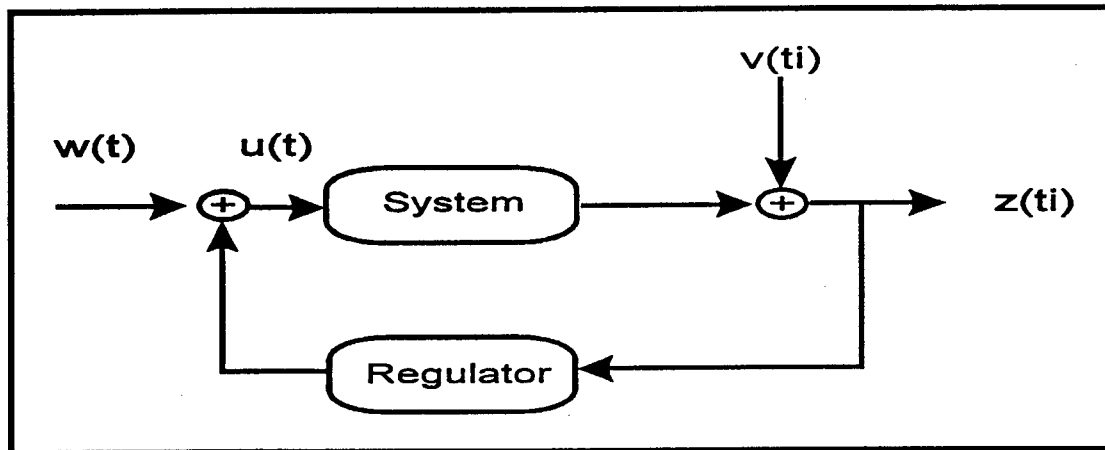 v(ti)
w(t)
u(t)
+
System
+
z(ti)
Regulator